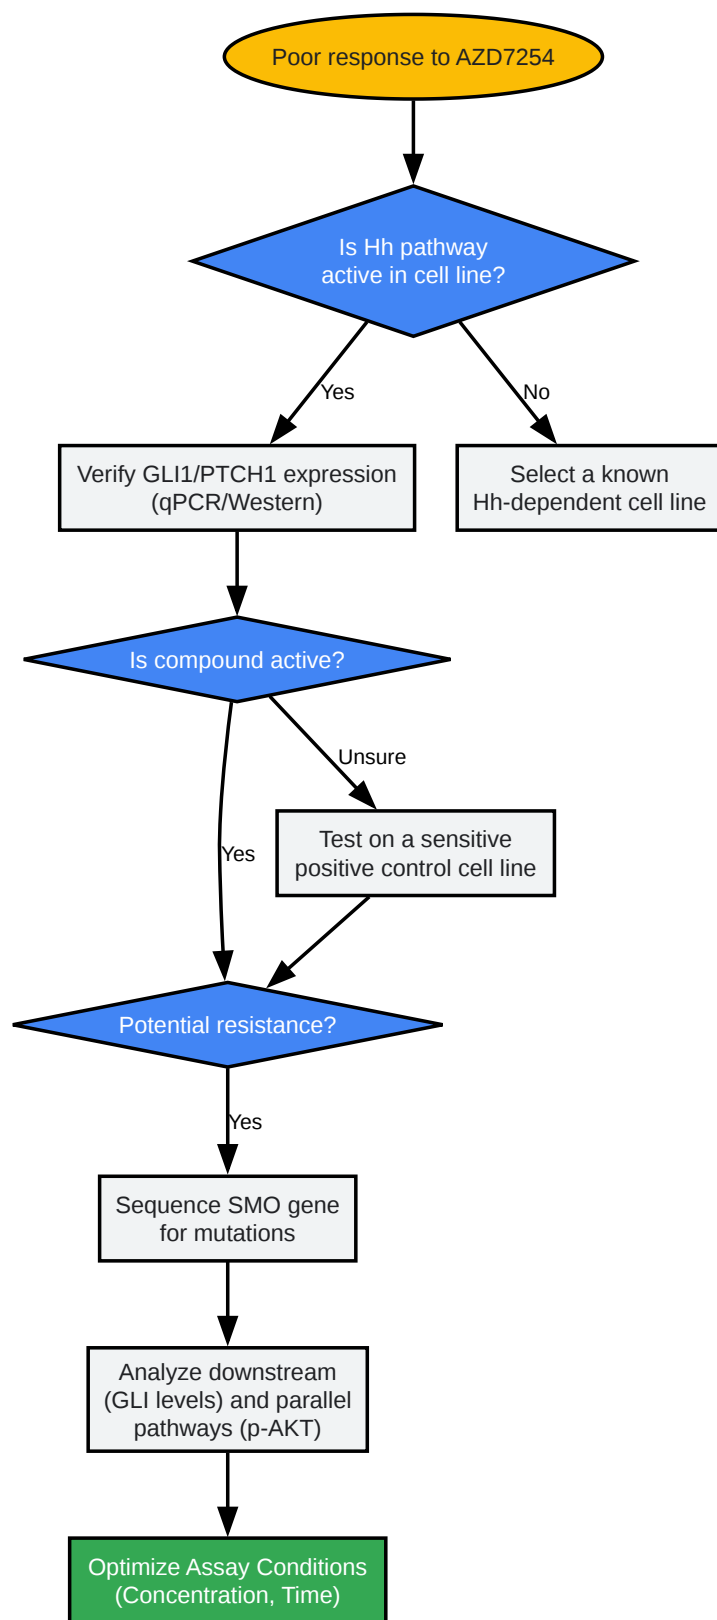 Poor response to AZD7254
Is Hh pathway
active in cell line?
Yes
No
Verify GLI1/PTCH1 expression
(qPCR/Western)
Select a known
Hh-dependent cell line
Is compound active?
Unsure
Test on a sensitive
positive control cell line
Yes
Potential resistance?
Yes
Sequence SMO gene
for mutations
Analyze downstream
(GLI levels) and parallel
pathways (p-AKT)
Optimize Assay Conditions
(Concentration, Time)